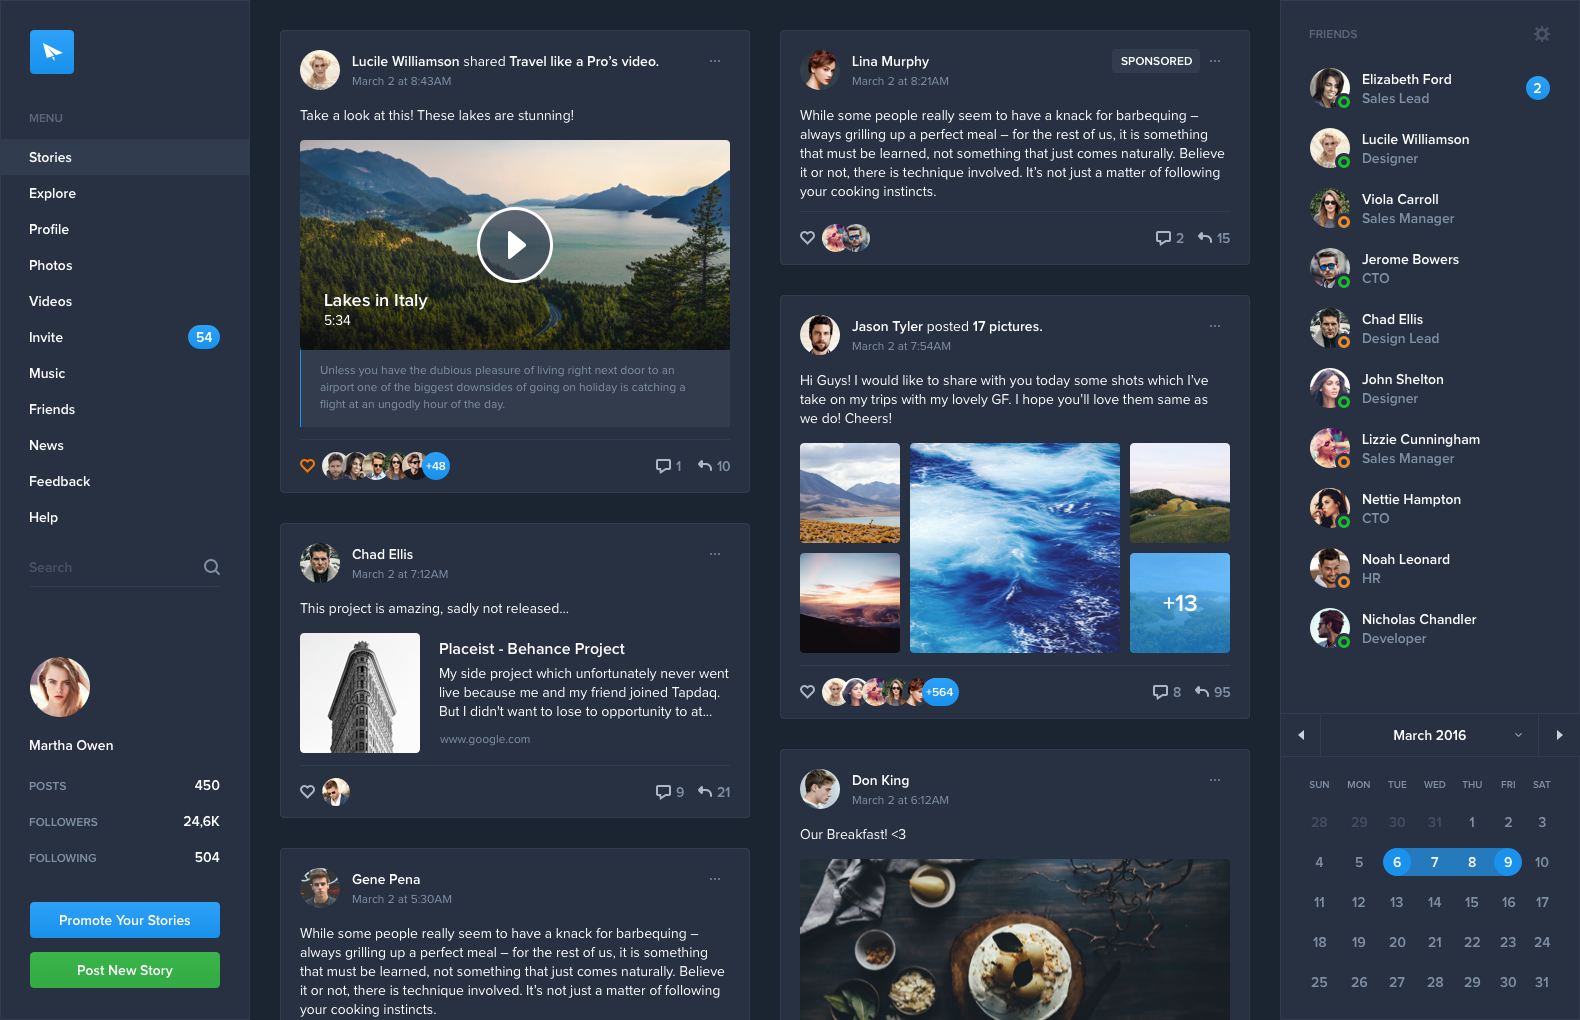 MENU
Stories
Explore
Profile
Photos
Videos
Invite 54
Music
Friends
News
Feedback
Help
Search
Martha Owen
POSTS 450
FOLLOWERS 24,6K
FOLLOWING 504
Promote Your Stories
Post New Story
Lucile Williamson shared Travel like a Pro's video.
March 2 at 8:43AM
Take a look at this! These lakes are stunning!
Lakes in Italy
5:34
Unless you have the dubious pleasure of living right next door to an
airport one of the biggest downsides of going on holiday is catching a
flight at an ungodly hour of the day.
+48 1 10
Chad Ellis
March 2 at 7:12AM
This project is amazing, sadly not released...
Placeist - Behance Project
My side project which unfortunately never went
live because me and my friend joined Tapdaq.
But I didn't want to lose to opportunity to at...
www.google.com
9 21
Gene Pena
March 2 at 5:30AM
While some people really seem to have a knack for barbequing –
always grilling up a perfect meal – for the rest of us, it is something
that must be learned, not something that just comes naturally. Believe
it or not, there is technique involved. It's not just a matter of following
your cooking instincts.
Lina Murphy
SPONSORED
March 2 at 8:21AM
While some people really seem to have a knack for barbequing –
always grilling up a perfect meal – for the rest of us, it is something
that must be learned, not something that just comes naturally. Believe
it or not, there is technique involved. It's not just a matter of following
your cooking instincts.
2 15
Jason Tyler posted 17 pictures.
March 2 at 7:54AM
Hi Guys! I would like to share with you today some shots which I've
take on my trips with my lovely GF. I hope you'll love them same as
we do! Cheers!
+13
+564 8 95
Don King
March 2 at 6:12AM
Our Breakfast! <3
FRIENDS
Elizabeth Ford
Sales Lead
2
Lucile Williamson
Designer
Viola Carroll
Sales Manager
Jerome Bowers
CTO
Chad Ellis
Design Lead
John Shelton
Designer
Lizzie Cunningham
Sales Manager
Nettie Hampton
CTO
Noah Leonard
HR
Nicholas Chandler
Developer
March 2016
SUN MON TUE WED THU FRI SAT
28 29 30 31 1 2 3
4 5 6 7 8 9 10
11 12 13 14 15 16 17
18 19 20 21 22 23 24
25 26 27 28 29 30 31